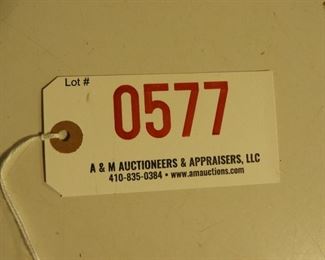 Lot #
0577
A & M AUCTIONEERS & APPRAISERS, LLC
410-835-0384 • www.amauctions.com